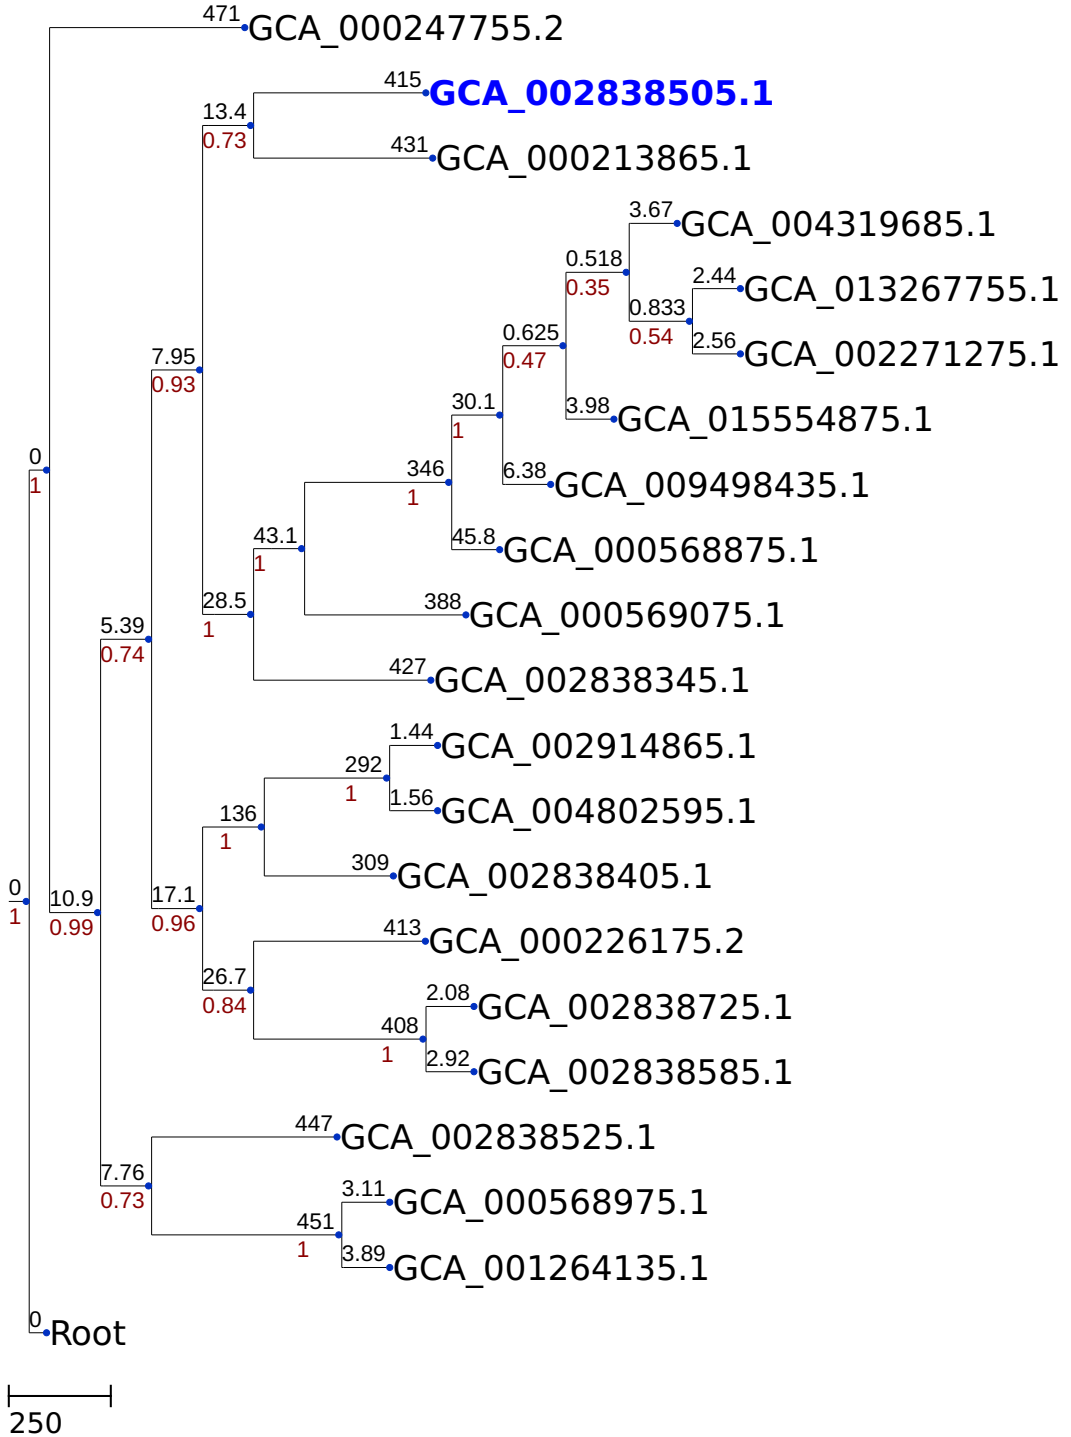 471 GCA_000247755.2
415 GCA_002838505.1
13.4
0.73
431 GCA_000213865.1
3.67 GCA_004319685.1
0.518
0.35
2.44 GCA_013267755.1
0.833
0.54
2.56 GCA_002271275.1
0.625
0.47
7.95
0.93
3.98 GCA_015554875.1
30.1
1
0
1
346
1
6.38 GCA_009498435.1
43.1
1
45.8 GCA_000568875.1
28.5
1
388 GCA_000569075.1
5.39
0.74
427 GCA_002838345.1
1.44 GCA_002914865.1
292
1
1.56 GCA_004802595.1
136
1
309 GCA_002838405.1
0
1
10.9
0.99
17.1
0.96
413 GCA_000226175.2
26.7
0.84
2.08 GCA_002838725.1
408
1
2.92 GCA_002838585.1
447 GCA_002838525.1
7.76
0.73
3.11 GCA_000568975.1
451
1
3.89 GCA_001264135.1
0 Root
250